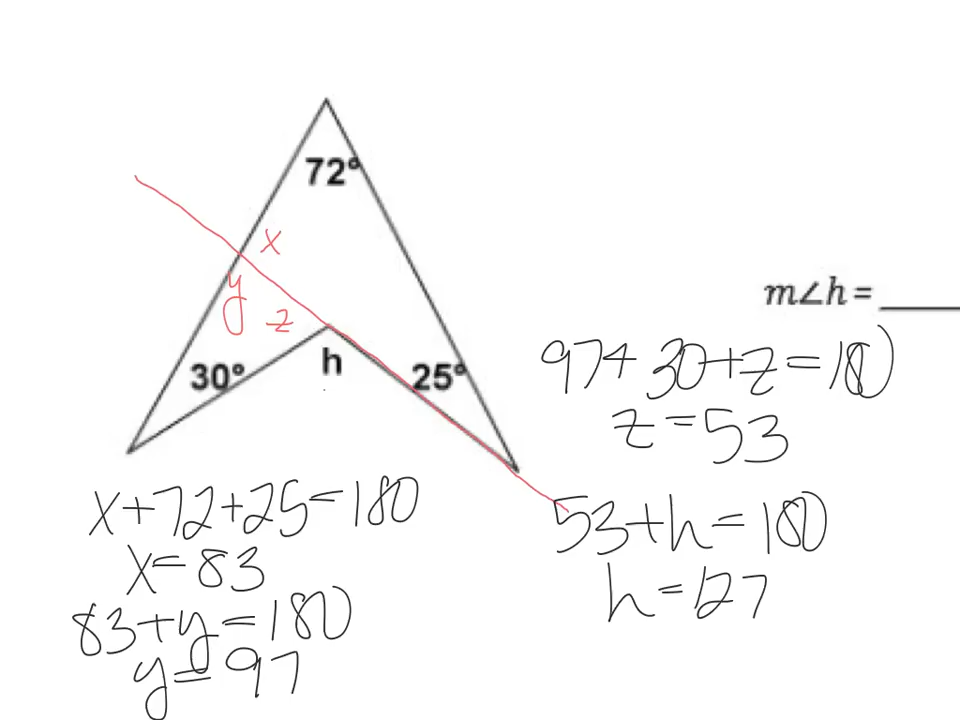 72°
x
y
z
30°
h
25°
m∠h = ____
97+30+z=180
z=53
x+72+25=180
x=83
83+y=180
y=97
53+h=180
h=127